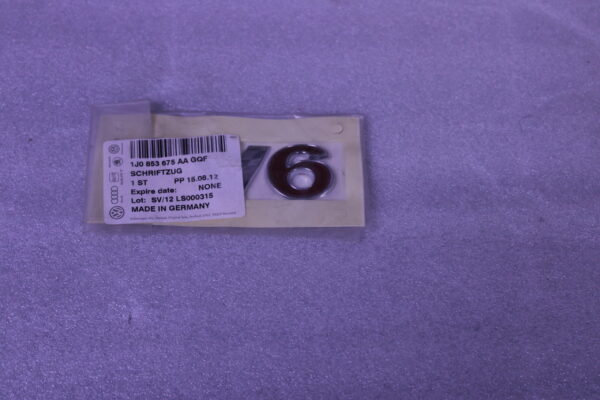 1J0 853 675 AA GQF
SCHRIFTZUG
1 ST PP 15.06.12
Expire date: NONE
Lot: SV/12 LS000315
MADE IN GERMANY
V6